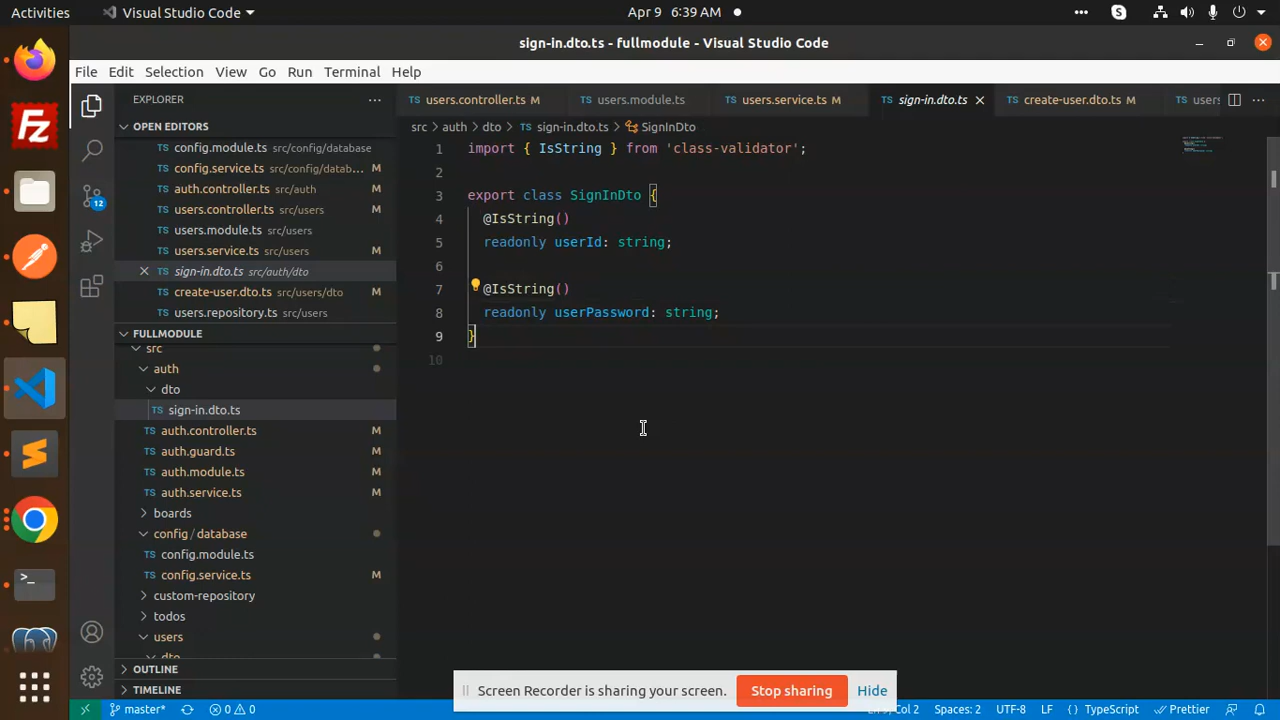 Activities
Visual Studio Code
Apr 9 6:39 AM
sign-in.dto.ts - fullmodule - Visual Studio Code
File Edit Selection View Go Run Terminal Help
EXPLORER
OPEN EDITORS
config.module.ts src/config/database
config.service.ts src/config/datab... M
auth.controller.ts src/auth M
users.controller.ts src/users M
users.module.ts src/users
users.service.ts src/users M
sign-in.dto.ts src/auth/dto
create-user.dto.ts src/users/dto M
users.repository.ts src/users
FULLMODULE
src
auth
dto
TS sign-in.dto.ts
TS auth.controller.ts M
TS auth.guard.ts M
TS auth.module.ts M
TS auth.service.ts M
boards
config / database
TS config.module.ts
TS config.service.ts M
custom-repository
todos
users
dto
OUTLINE
TIMELINE
12
TS users.controller.ts M
TS users.module.ts
TS users.service.ts M
TS sign-in.dto.ts
TS create-user.dto.ts M
TS users
src > auth > dto > TS sign-in.dto.ts > SignInDto
1 import { IsString } from 'class-validator';
2
3 export class SignInDto {
4 @IsString()
5 readonly userId: string;
6
7 @IsString()
8 readonly userPassword: string;
9 }
10
Screen Recorder is sharing your screen.
Stop sharing
Hide
master*
0 0
Ln 9, Col 2
Spaces: 2
UTF-8
LF
{ } TypeScript
Prettier